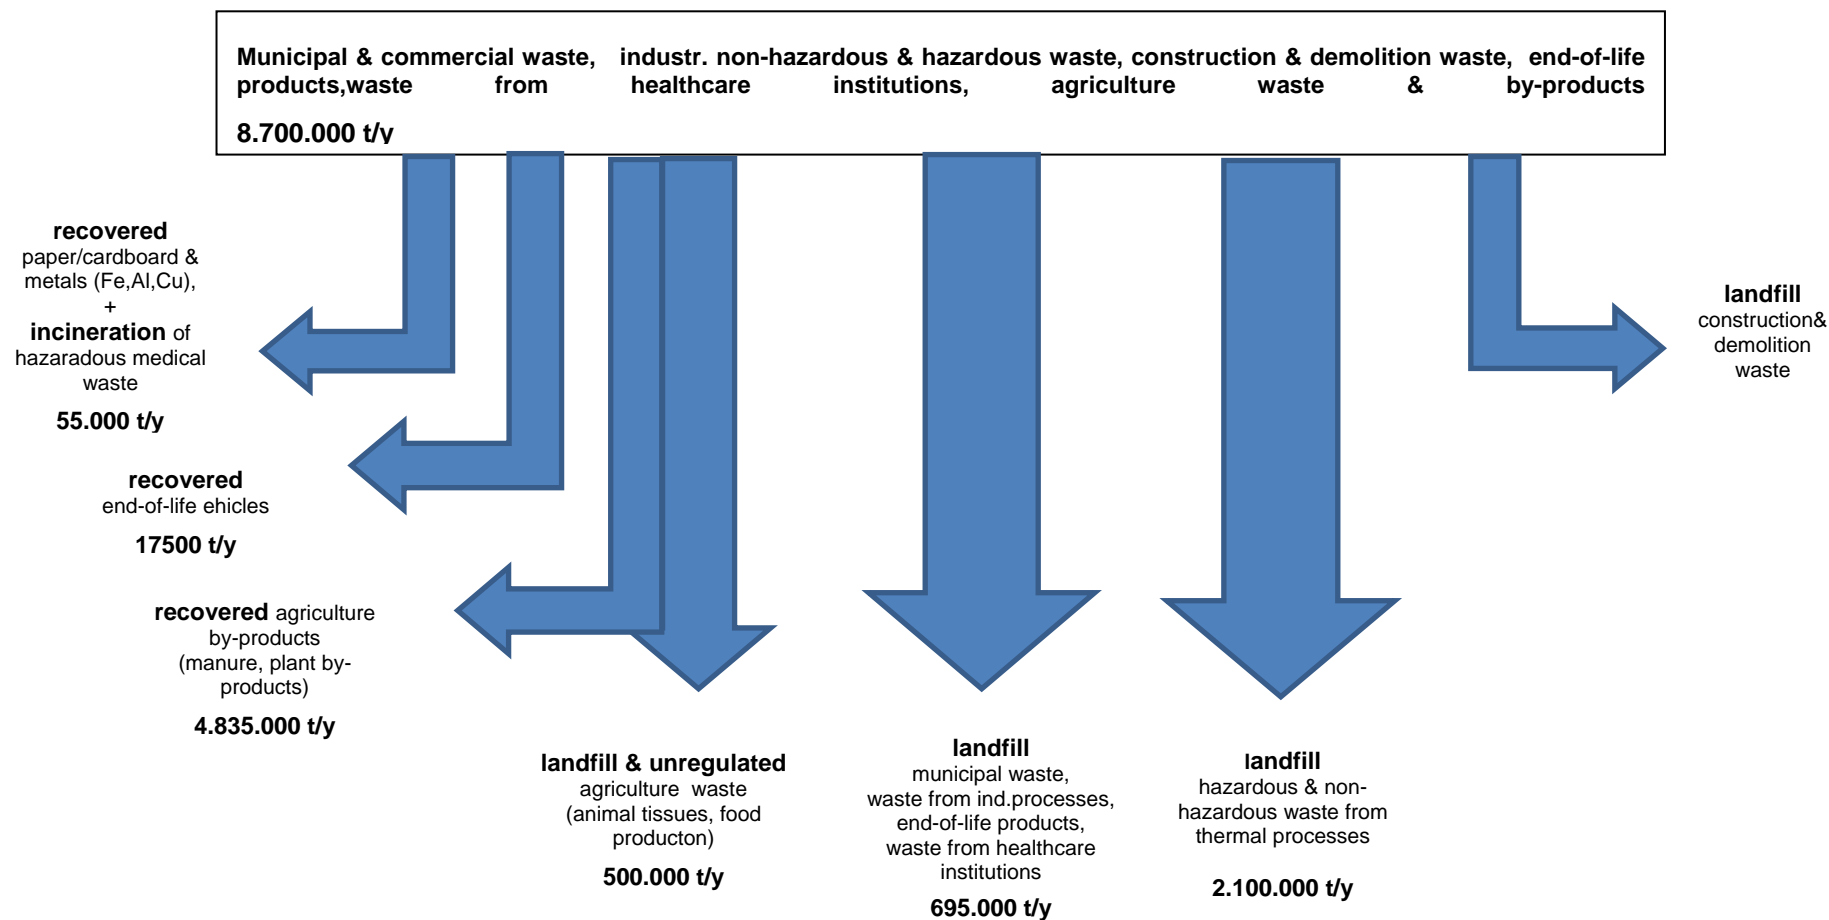 Municipal & commercial waste, industr. non-hazardous & hazardous waste, construction & demolition waste, end-of-life
products,waste from healthcare institutions, agriculture waste & by-products
8.700.000 t/y
recovered
paper/cardboard &
metals (Fe,Al,Cu),
+
incineration of
hazaradous medical
waste
55.000 t/y
recovered
end-of-life ehicles
17500 t/y
recovered agriculture
by-products
(manure, plant by-
products)
4.835.000 t/y
landfill & unregulated
agriculture waste
(animal tissues, food
producton)
500.000 t/y
landfill
municipal waste,
waste from ind.processes,
end-of-life products,
waste from healthcare
institutions
695.000 t/y
landfill
hazardous & non-
hazardous waste from
thermal processes
2.100.000 t/y
landfill
construction&
demolition
waste